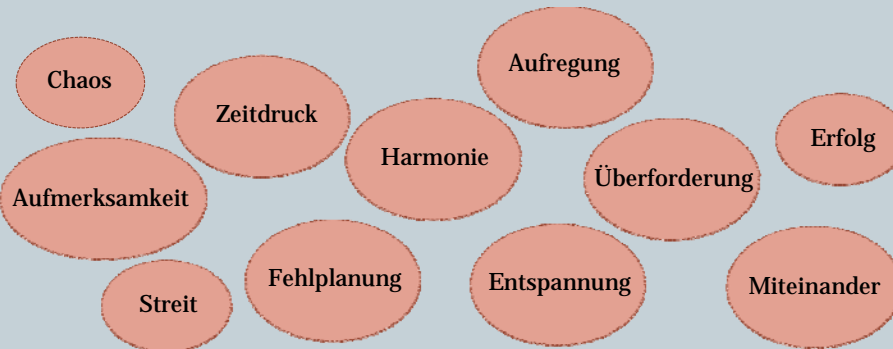 Aufregung
Chaos
Zeitdruck
Erfolg
Harmonie
Überforderung
Aufmerksamkeit
Fehlplanung
Entspannung
Miteinander
Streit